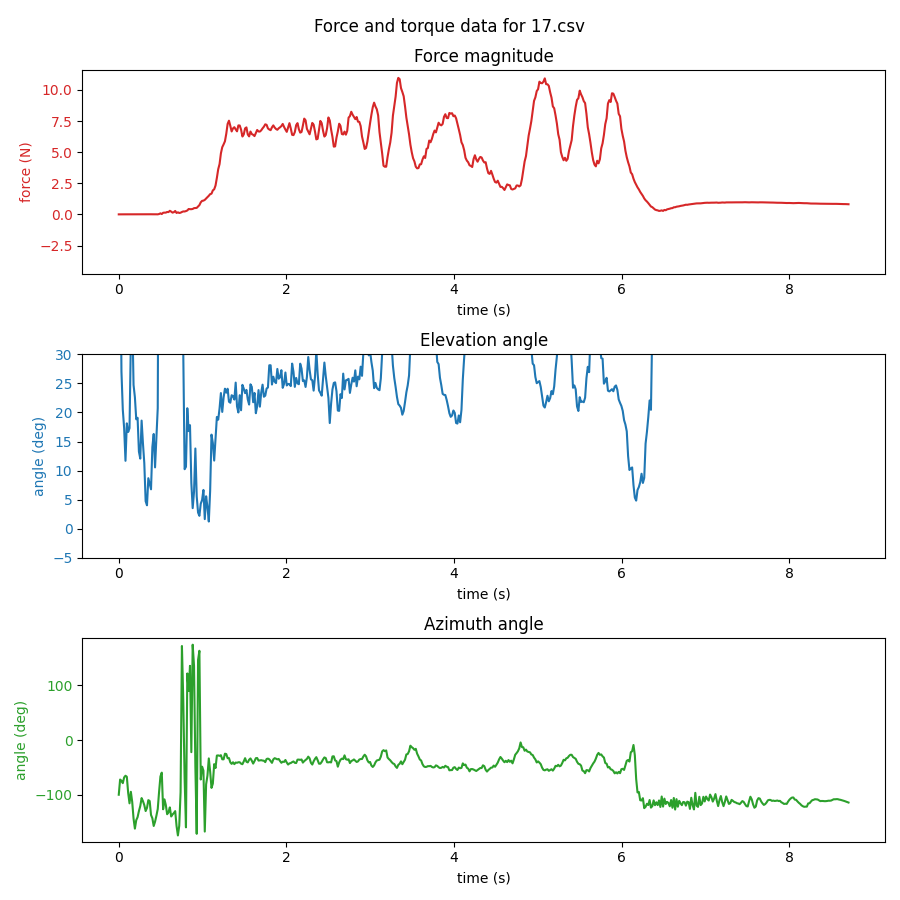 Force and torque data for 17.csv
Force magnitude
10.0
7.5
5.0
2.5
0.0
−2.5
force (N)
0 2 4 6 8
time (s)
Elevation angle
30
25
20
15
10
5
0
−5
angle (deg)
0 2 4 6 8
time (s)
Azimuth angle
100
0
−100
angle (deg)
0 2 4 6 8
time (s)